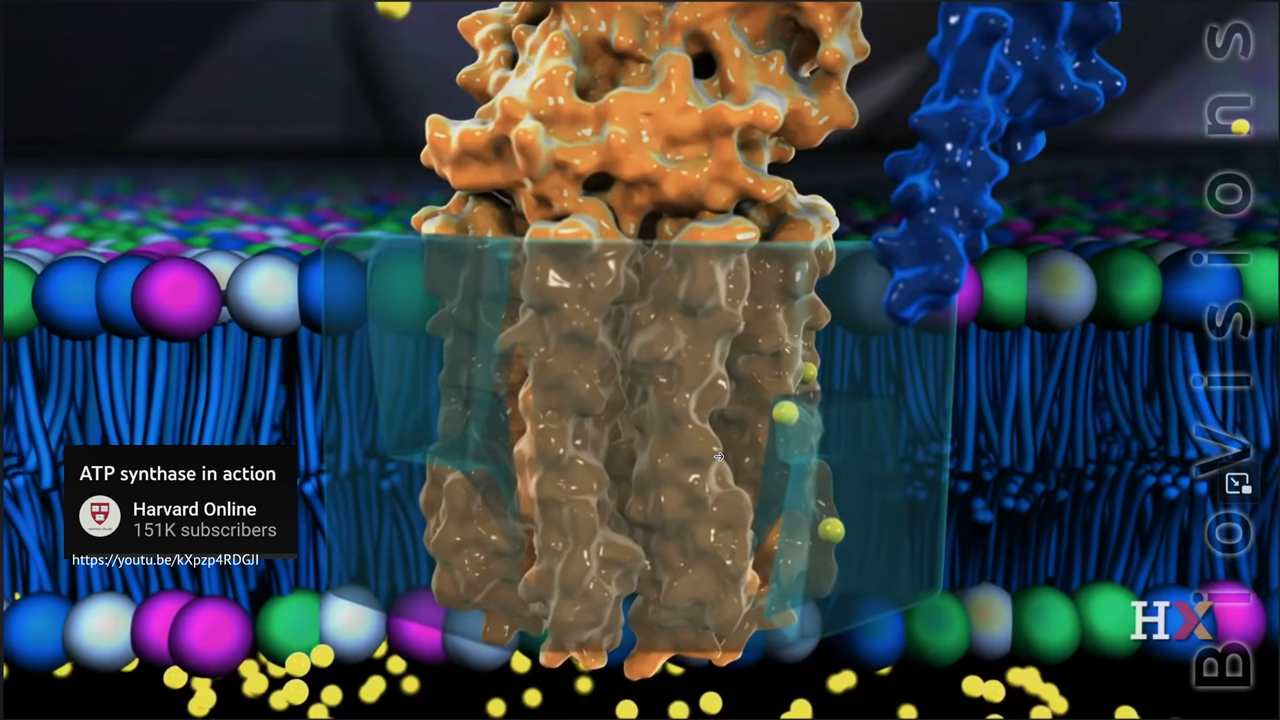 ATP synthase in action
Harvard Online
151K subscribers
https://youtu.be/kXpzp4RDGJI
HX
BioVisions